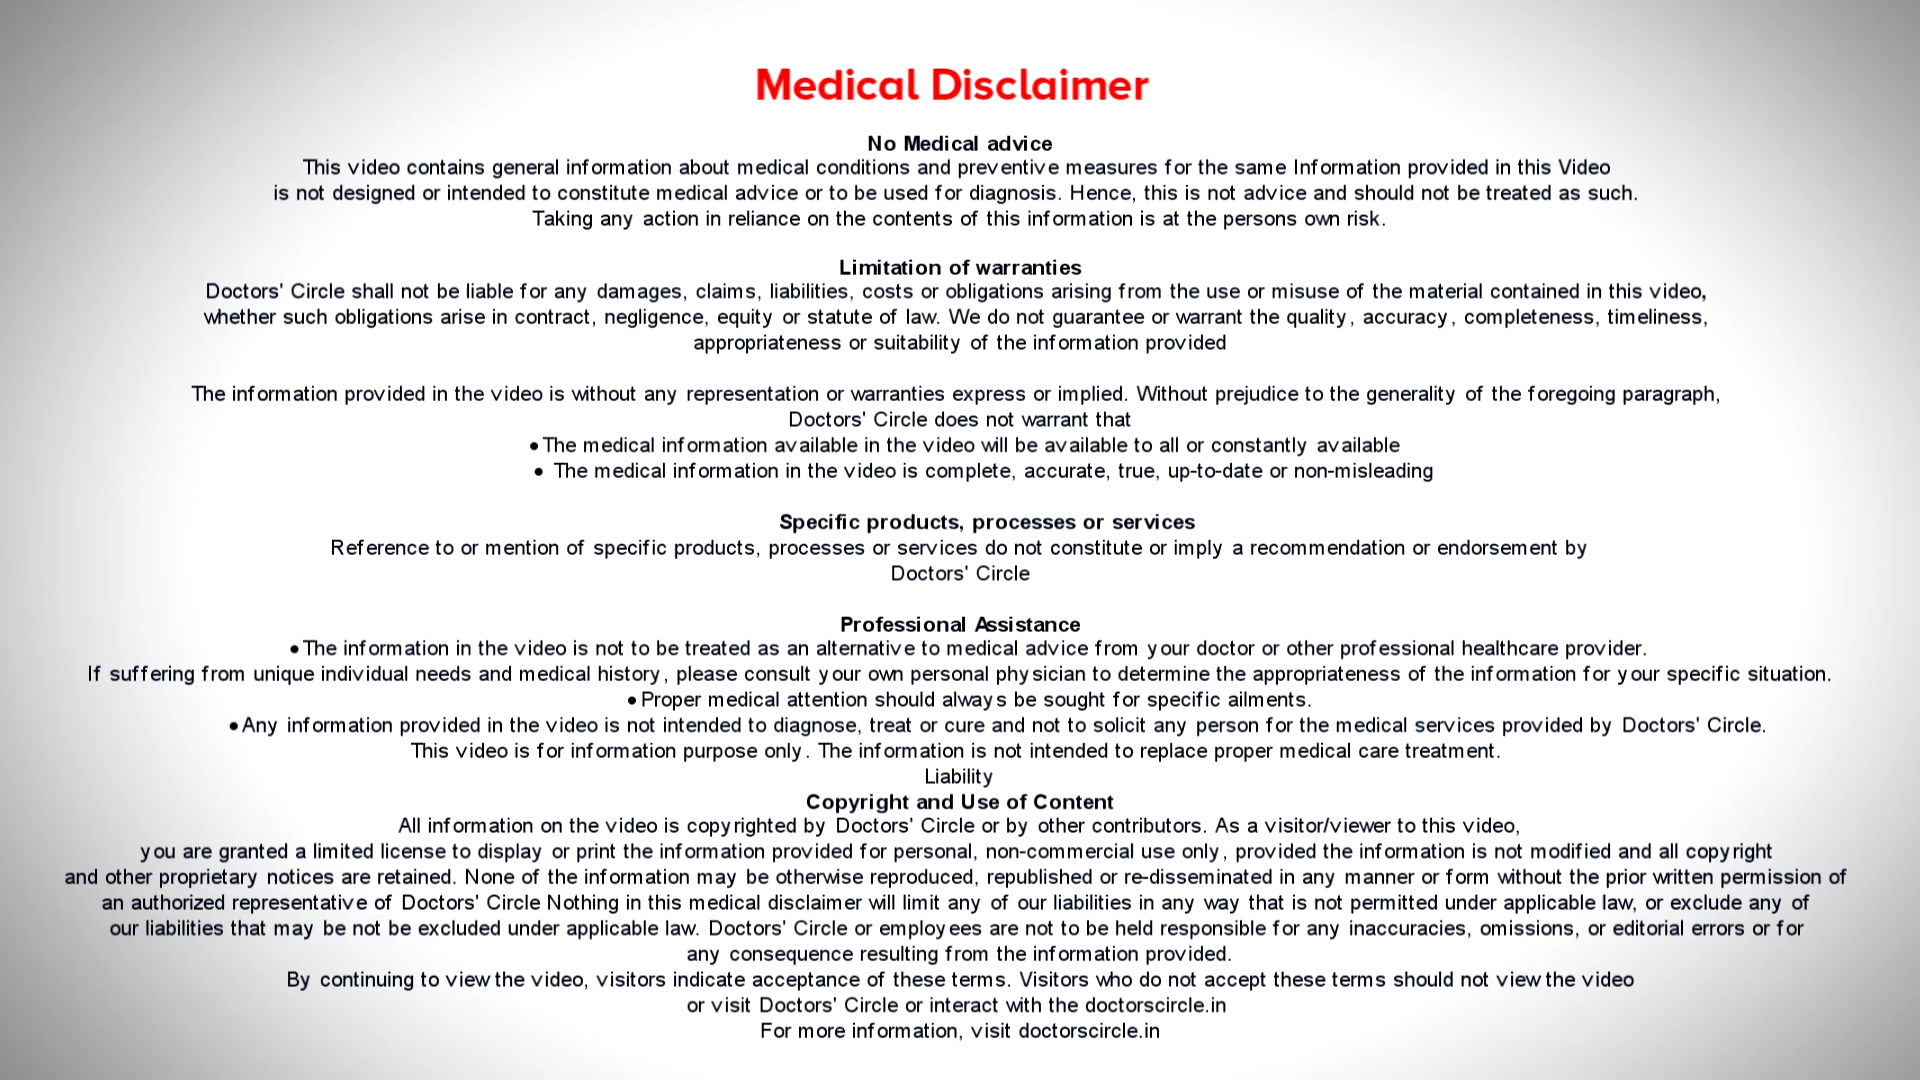 Medical Disclaimer
No Medical advice
This video contains general information about medical conditions and preventive measures for the same Information provided in this Video
is not designed or intended to constitute medical advice or to be used for diagnosis. Hence, this is not advice and should not be treated as such.
Taking any action in reliance on the contents of this information is at the persons own risk.
Limitation of warranties
Doctors' Circle shall not be liable for any damages, claims, liabilities, costs or obligations arising from the use or misuse of the material contained in this video,
whether such obligations arise in contract, negligence, equity or statute of law. We do not guarantee or warrant the quality, accuracy, completeness, timeliness,
appropriateness or suitability of the information provided
The information provided in the video is without any representation or warranties express or implied. Without prejudice to the generality of the foregoing paragraph,
Doctors' Circle does not warrant that
•The medical information available in the video will be available to all or constantly available
• The medical information in the video is complete, accurate, true, up-to-date or non-misleading
Specific products, processes or services
Reference to or mention of specific products, processes or services do not constitute or imply a recommendation or endorsement by
Doctors' Circle
Professional Assistance
•The information in the video is not to be treated as an alternative to medical advice from your doctor or other professional healthcare provider.
If suffering from unique individual needs and medical history, please consult your own personal physician to determine the appropriateness of the information for your specific situation.
•Proper medical attention should always be sought for specific ailments.
•Any information provided in the video is not intended to diagnose, treat or cure and not to solicit any person for the medical services provided by Doctors' Circle.
This video is for information purpose only. The information is not intended to replace proper medical care treatment.
Liability
Copyright and Use of Content
All information on the video is copyrighted by Doctors' Circle or by other contributors. As a visitor/viewer to this video,
you are granted a limited license to display or print the information provided for personal, non-commercial use only, provided the information is not modified and all copyright
and other proprietary notices are retained. None of the information may be otherwise reproduced, republished or re-disseminated in any manner or form without the prior written permission of
an authorized representative of Doctors' Circle Nothing in this medical disclaimer will limit any of our liabilities in any way that is not permitted under applicable law, or exclude any of
our liabilities that may be not be excluded under applicable law. Doctors' Circle or employees are not to be held responsible for any inaccuracies, omissions, or editorial errors or for
any consequence resulting from the information provided.
By continuing to view the video, visitors indicate acceptance of these terms. Visitors who do not accept these terms should not view the video
or visit Doctors' Circle or interact with the doctorscircle.in
For more information, visit doctorscircle.in